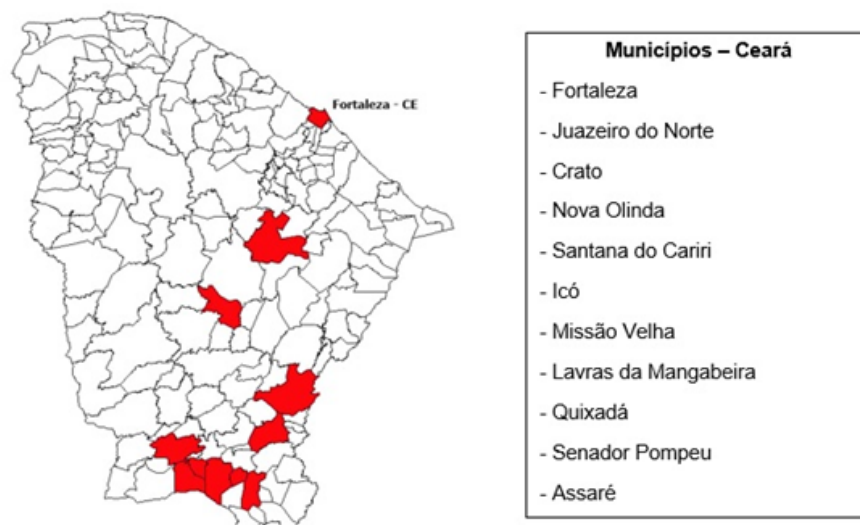 Fortaleza - CE
Municípios – Ceará
- Fortaleza
- Juazeiro do Norte
- Crato
- Nova Olinda
- Santana do Cariri
- Icó
- Missão Velha
- Lavras da Mangabeira
- Quixadá
- Senador Pompeu
- Assaré